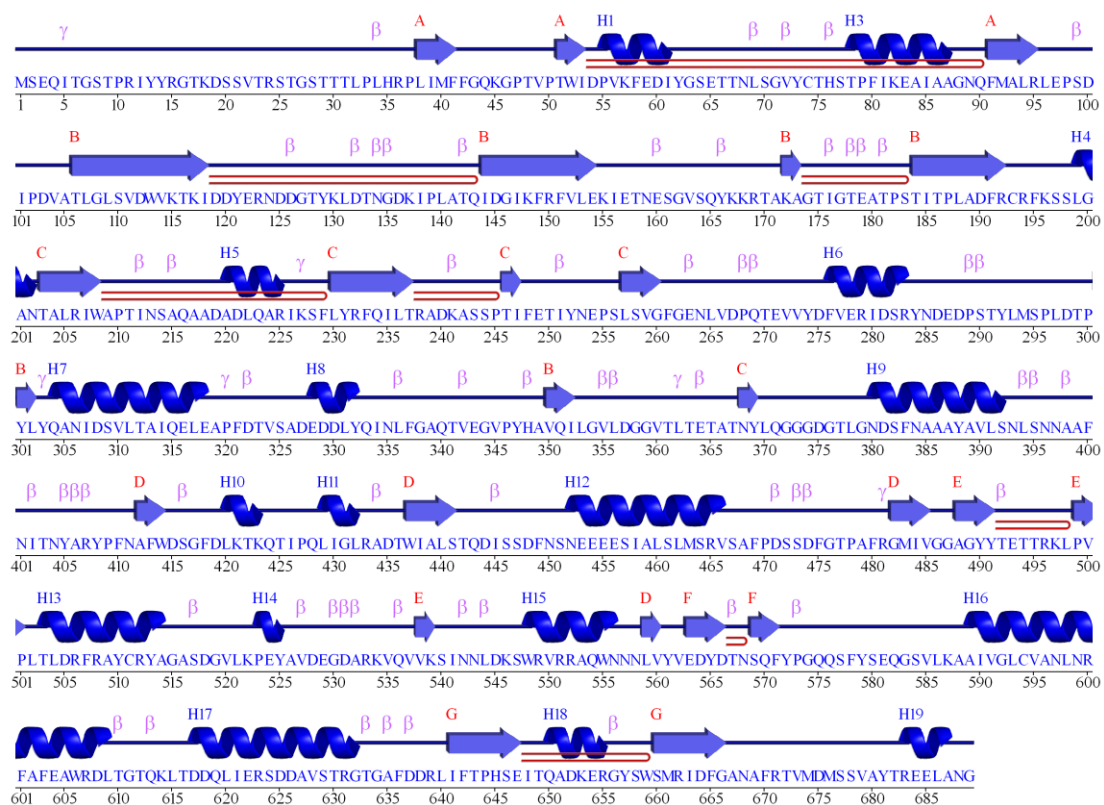 γ β A A H1 β β β H3 A β
MSEQITGSTPRIYYRGTKDSSVTRSTGSTTTLPLHRPLIMFFGQKGPTVPTWIDPVKFEDIYGSETTNLSGVYCTHSTPFIKEAIAAGNQFMALRLEPSD
1 5 10 15 20 25 30 35 40 45 50 55 60 65 70 75 80 85 90 95 100
B β β ββ β B β β B β ββ β B H4
IPDVATLGLSVDWVKTKIDDYERNDDGTYKLDTNGDKIPLATQIDGIKFRFVLEKIETNESGVSQYKKRTAKAGTIGTEATPSTITPLADFRCRFKSSLG
101 105 110 115 120 125 130 135 140 145 150 155 160 165 170 175 180 185 190 195 200
C β β H5 γ C β C β C β ββ H6 ββ
ANTALRIWAPTINSAQAADADLQARIKSFLYRFQILTRADKASSPTIFETIYNEPSLSVGFGENLVDPQTEVVYDFVERIDSRYNDEDPSTYLMSPLDTP
201 205 210 215 220 225 230 235 240 245 250 255 260 265 270 275 280 285 290 295 300
B γ H7 γ β H8 β β β B ββ γ β C H9 ββ β
YLYQANIDSVLTAIQELEAPFDTVSADEDDLYQINLFGAQTVEGVPYHAVQILGVLDGGVTLTETATNYLQGGGDGTLGNDSFNAAAYAVLSNLSNNAAF
301 305 310 315 320 325 330 335 340 345 350 355 360 365 370 375 380 385 390 395 400
β βββ D β H10 H11 β D β H12 β ββ γ D E β E
NITNYARYPFNAFWDSGFDLKTKQTIPQLIGLRADTWIALSTQDISSDFNSNEEEESIALSLMSRVSAFPDSSDFGTPAFRGMIVGGAGYYTETTRKLPV
401 405 410 415 420 425 430 435 440 445 450 455 460 465 470 475 480 485 490 495 500
H13 β H14 β βββ β E β β H15 D F β F β H16
PLTLDRFRAYCRYAGASDGVLKPEYAVDEGDARKVQVVKSINNLDKSWRVRRAQWNNNLVYVEDYDTNSQFYPGQQSFYSEQGSVLKAAIVGLCVANLNR
501 505 510 515 520 525 530 535 540 545 550 555 560 565 570 575 580 585 590 595 600
β β H17 β β β G H18 β G H19
FAFEAWRDLTGTQKLTDDQLIERSDDAVSTRGTGAFDDRLIFTPHSEITQADKERGYSWSMRIDFGANAFRTVMDMSSVAYTREELANG
601 605 610 615 620 625 630 635 640 645 650 655 660 665 670 675 680 685